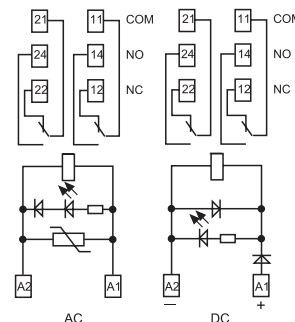 21 11 COM 21 11 COM
24 14 NO 24 14 NO
22 12 NC 22 12 NC
A2 A1 A2 A1
— +
AC DC